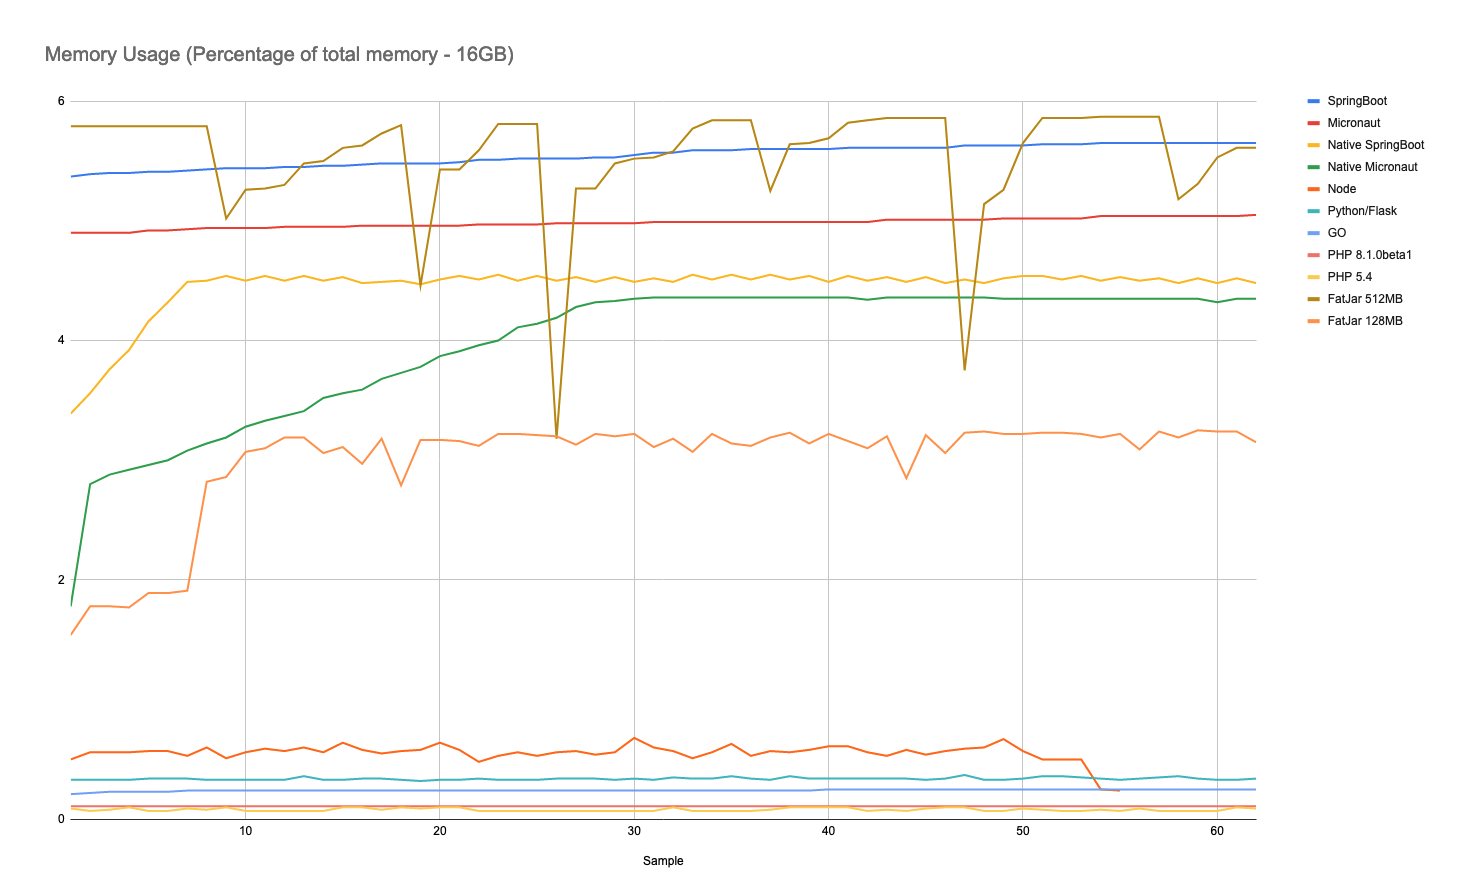 Memory Usage (Percentage of total memory - 16GB)
6
4
2
0
10 20 30 40 50 60
Sample
SpringBoot
Micronaut
Native SpringBoot
Native Micronaut
Node
Python/Flask
GO
PHP 8.1.0beta1
PHP 5.4
FatJar 512MB
FatJar 128MB